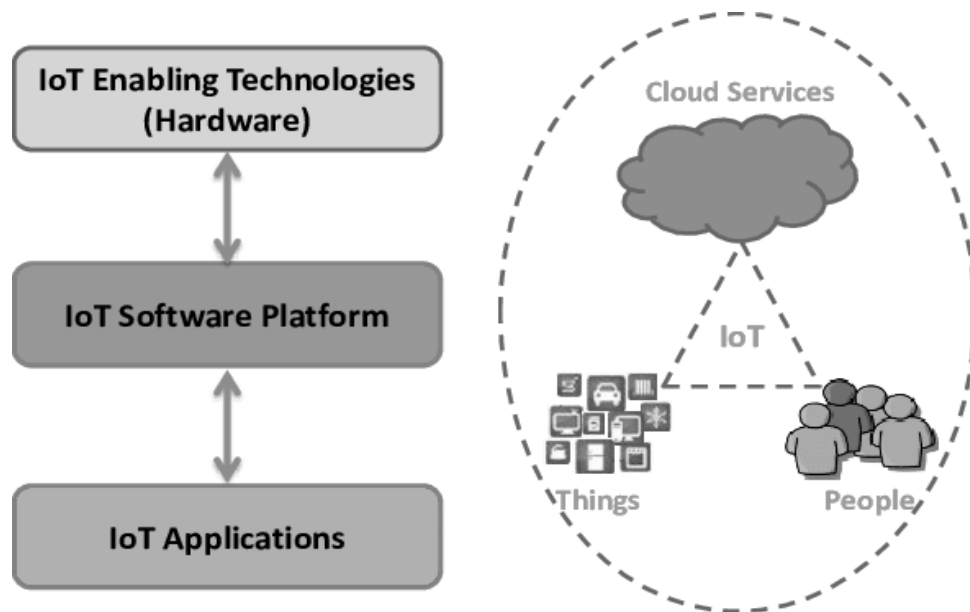 IoT Enabling Technologies
(Hardware)
IoT Software Platform
IoT Applications
Cloud Services
IoT
Things
People